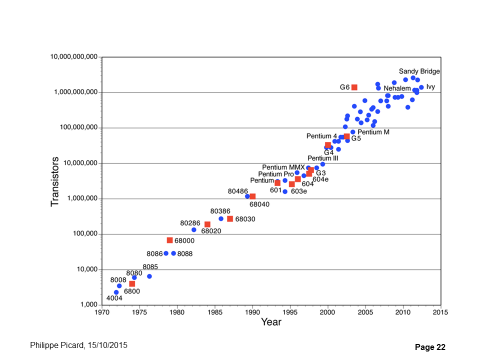 10,000,000,000
Sandy Bridge
1,000,000,000
G6
Nehalem
Ivy
100,000,000
Pentium 4
Pentium M
G5
G4
10,000,000
Pentium III
Pentium MMX
G3
Pentium Pro
604e
Pentium
604
601
603e
1,000,000
80486
68040
80386
68030
80286
68020
100,000
68000
8086
8088
10,000
8085
8080
8008
6800
4004
1,000
1970
1975
1980
1985
1990
1995
2000
2005
2010
2015
Transistors
Year
Philippe Picard, 15/10/2015
Page 22